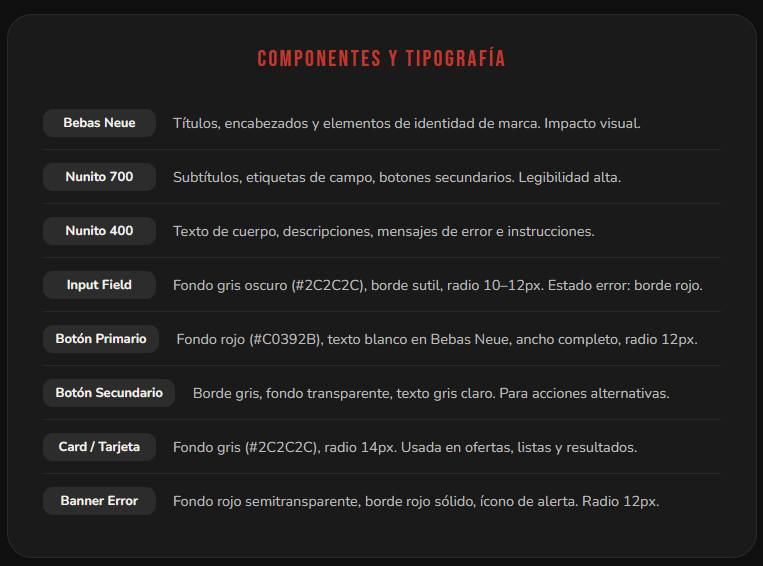 COMPONENTES Y TIPOGRAFÍA
Bebas Neue Títulos, encabezados y elementos de identidad de marca. Impacto visual.
Nunito 700 Subtítulos, etiquetas de campo, botones secundarios. Legibilidad alta.
Nunito 400 Texto de cuerpo, descripciones, mensajes de error e instrucciones.
Input Field Fondo gris oscuro (#2C2C2C), borde sutil, radio 10–12px. Estado error: borde rojo.
Botón Primario Fondo rojo (#C0392B), texto blanco en Bebas Neue, ancho completo, radio 12px.
Botón Secundario Borde gris, fondo transparente, texto gris claro. Para acciones alternativas.
Card / Tarjeta Fondo gris (#2C2C2C), radio 14px. Usada en ofertas, listas y resultados.
Banner Error Fondo rojo semitransparente, borde rojo sólido, ícono de alerta. Radio 12px.